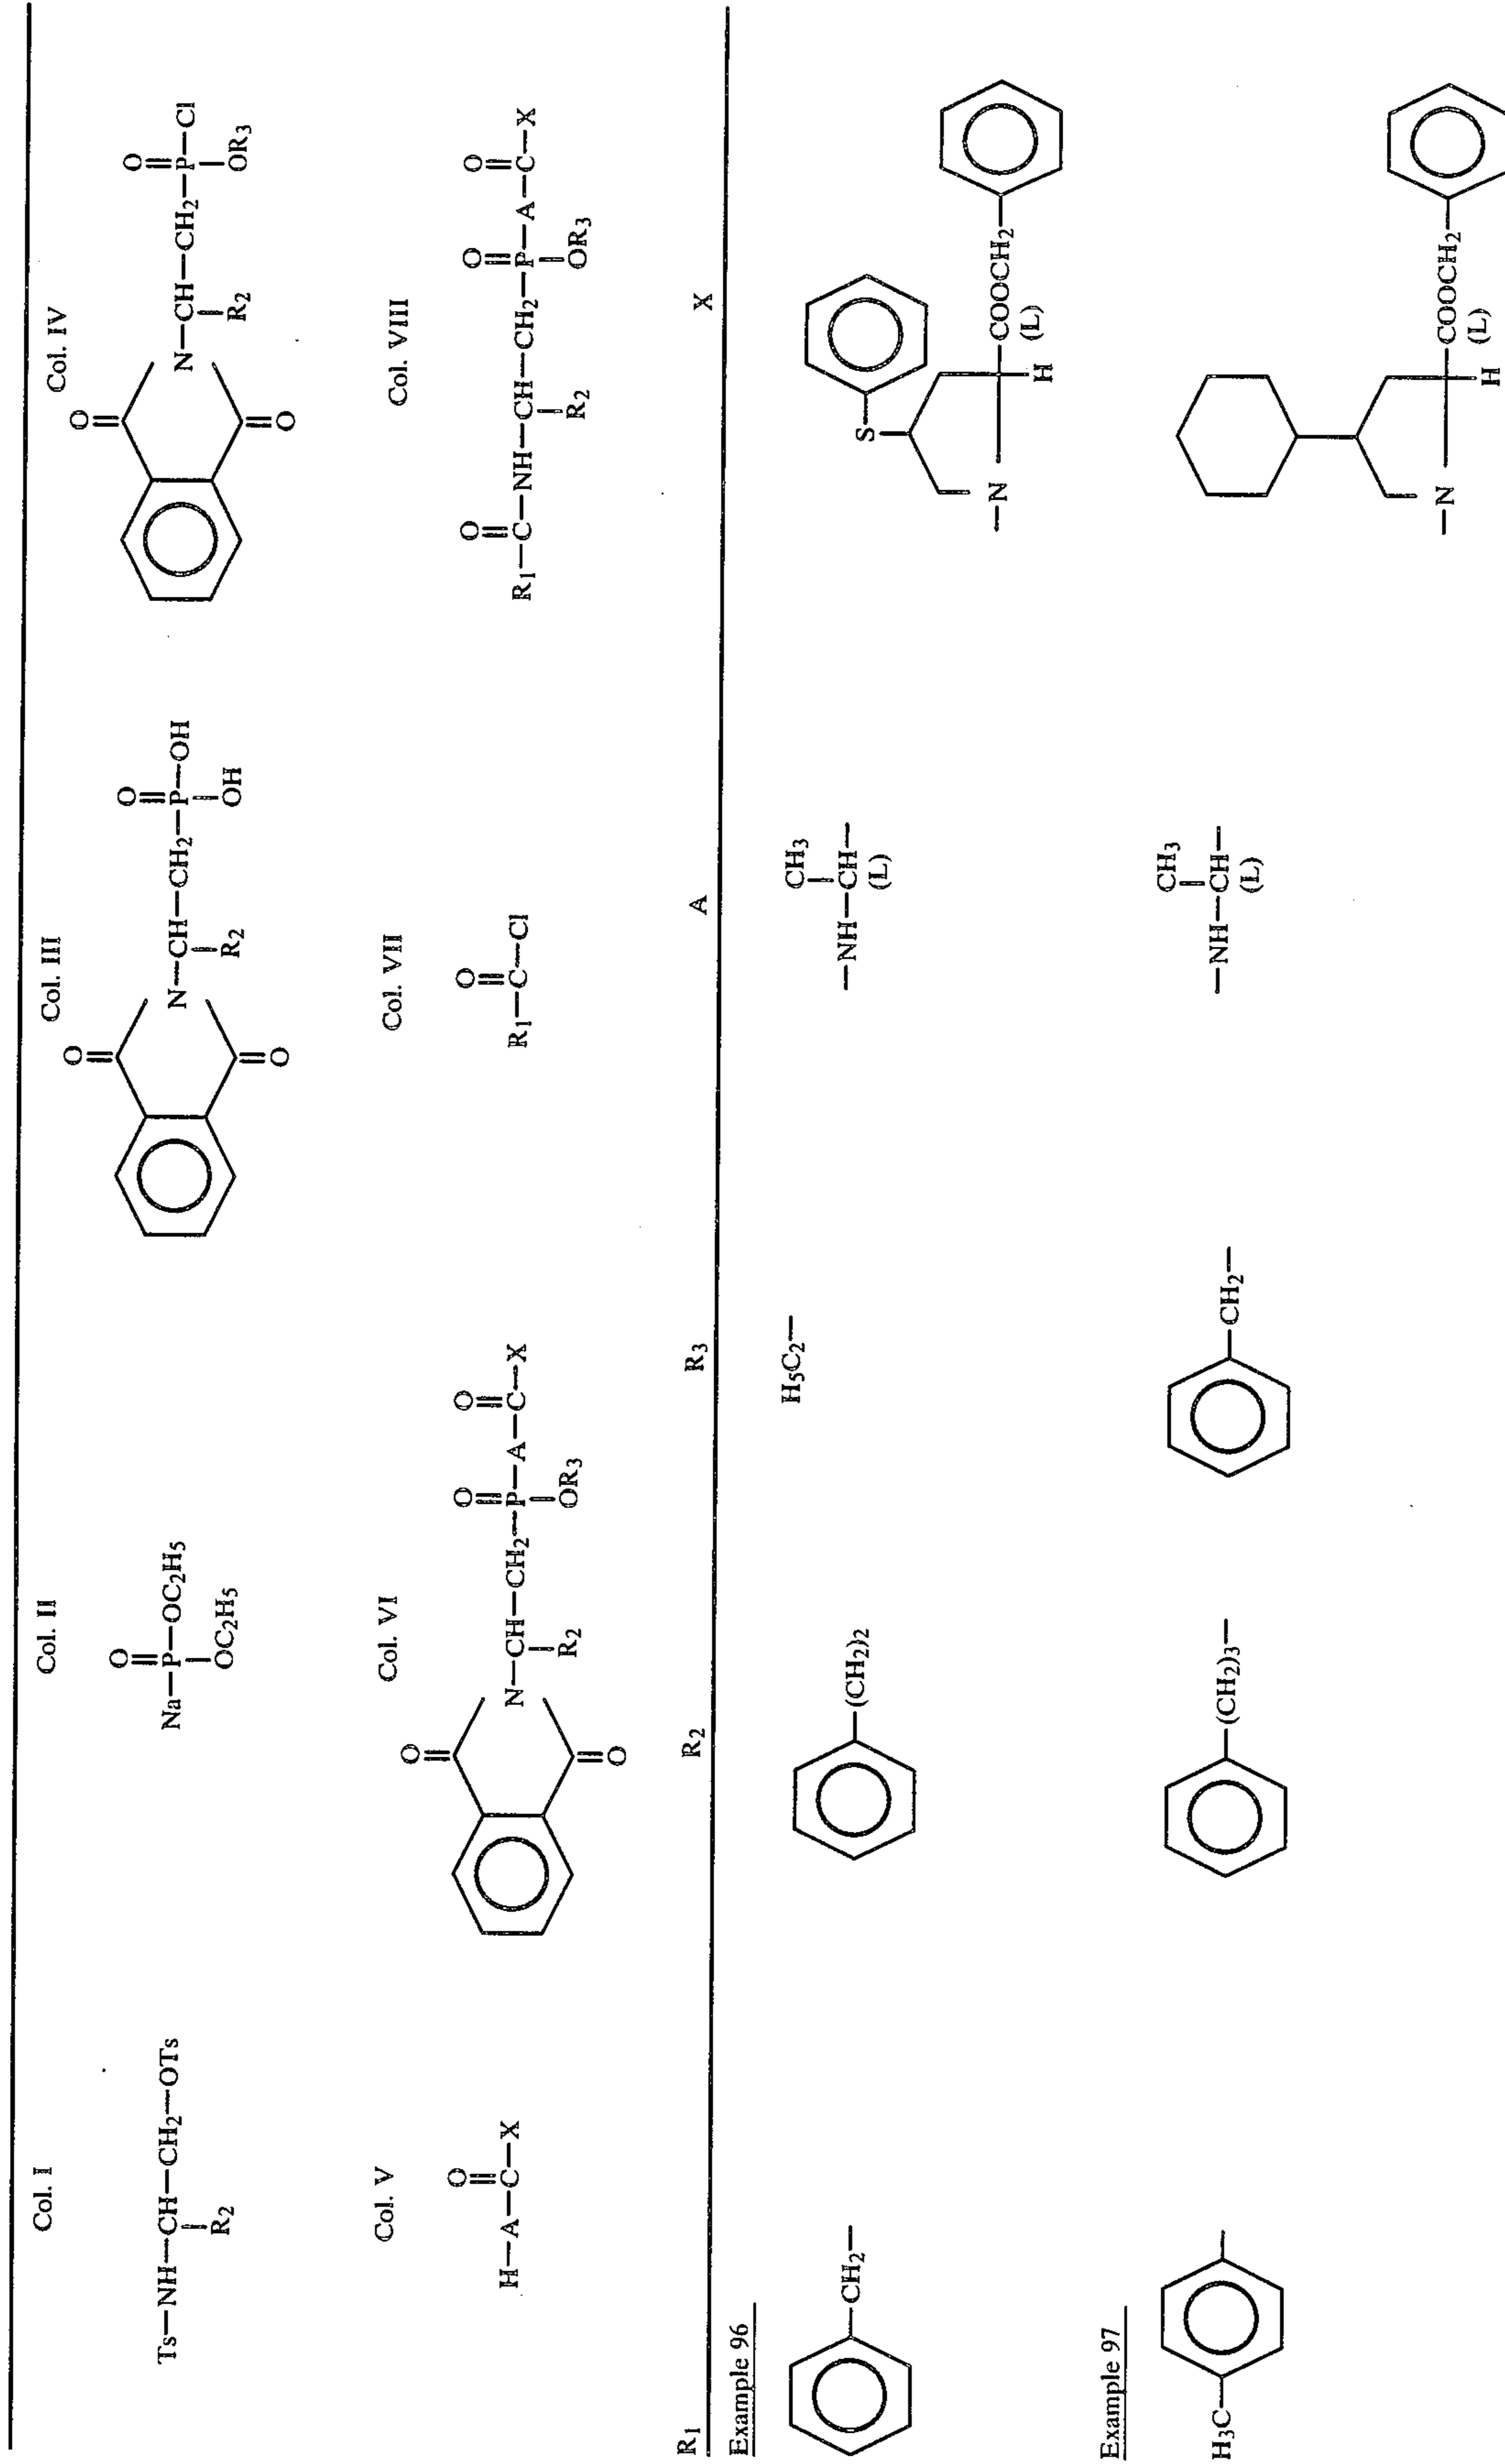 Col. I
Col. II
Col. III
Col. IV
Ts—NH—CH—CH2—OTs
R2
O
Na—P—OC2H5
OC2H5
O
N—CH—CH2—P—OH
R2
OH
O
O
O
N—CH—CH2—P—Cl
R2
OR3
O
O
Col. V
Col. VI
Col. VII
Col. VIII
O
H—A—C—X
O
O
O
N—CH—CH2—P—A—C—X
R2
OR3
O
O
R1—C—Cl
O
O
O
R1—C—NH—CH—CH2—P—A—C—X
R2
OR3
R1
R2
R3
A
X
Example 96
—CH2—
—(CH2)2
H5C2—
CH3
—NH—CH—
(L)
S
—N
COOCH2—
(L)
H
Example 97
H3C—
—(CH2)3—
—CH2—
CH3
—NH—CH—
(L)
—N
COOCH2—
(L)
H